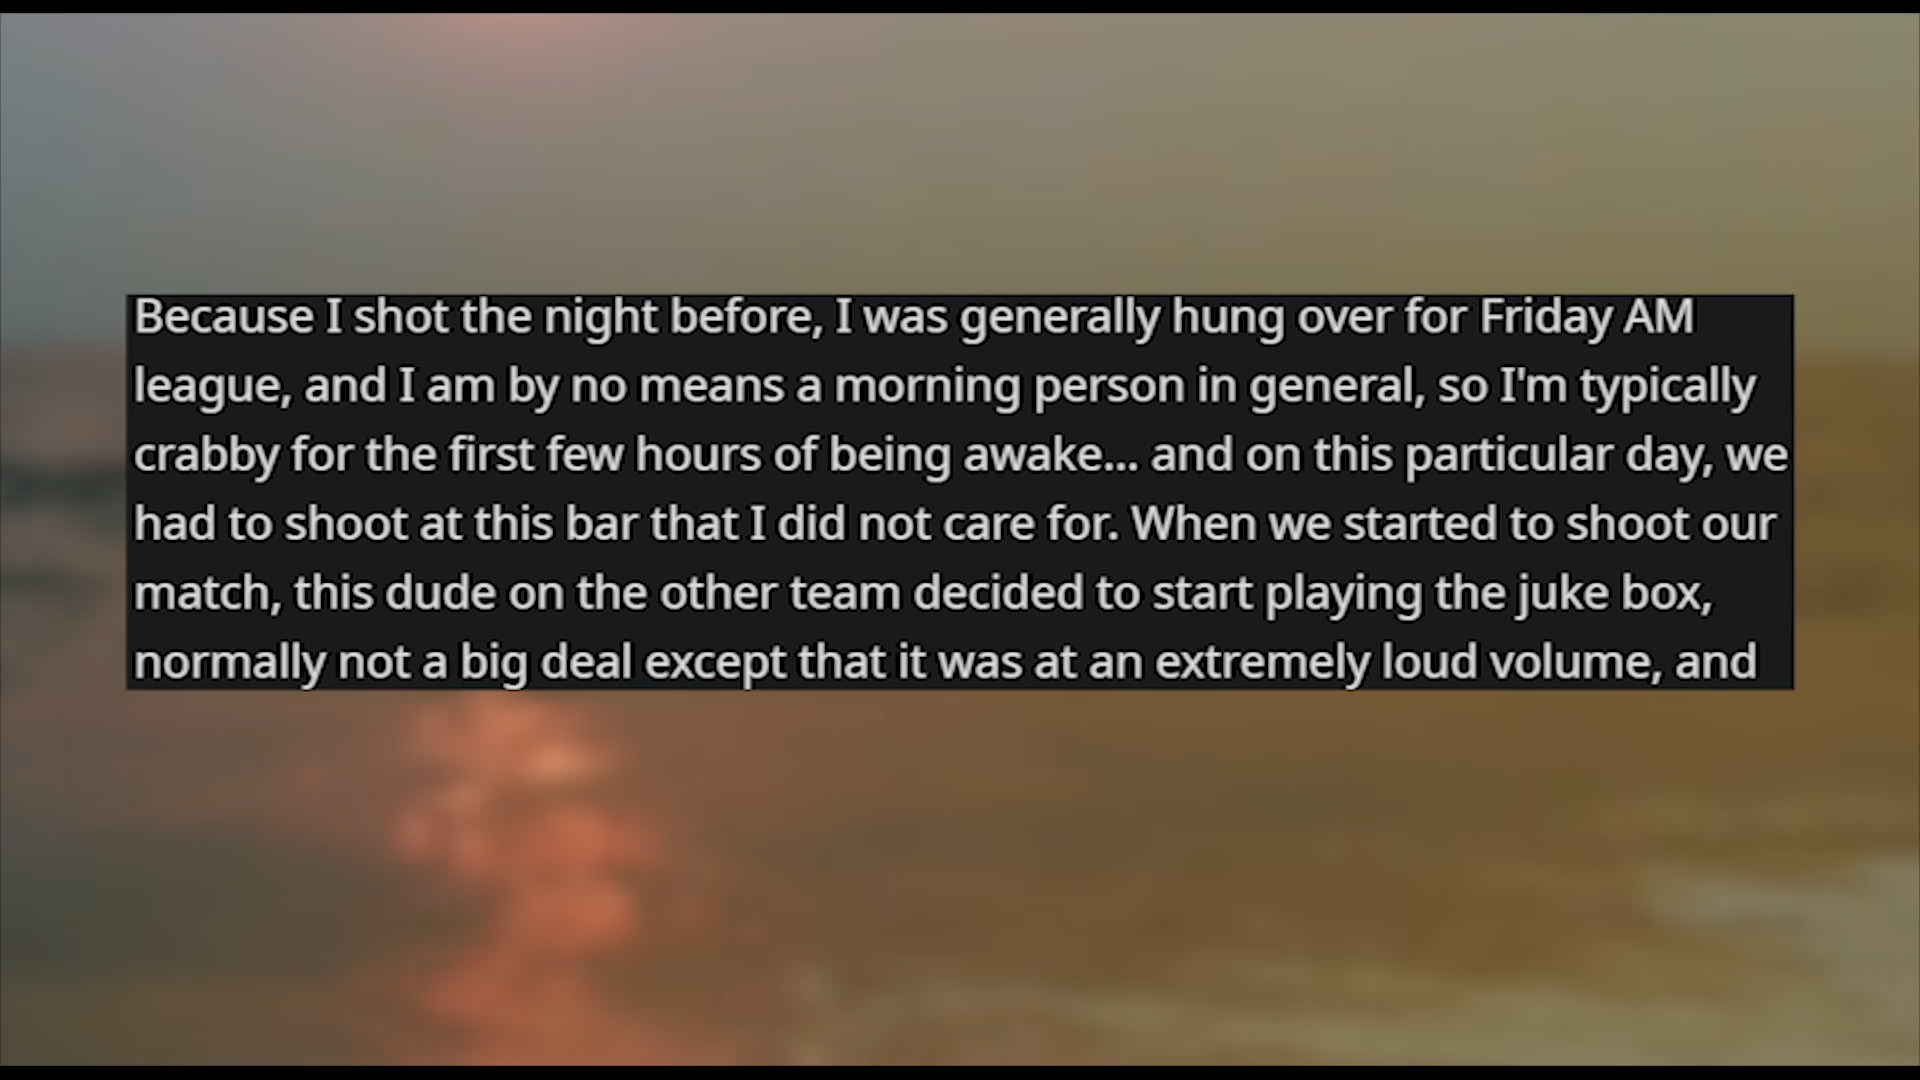 Because I shot the night before, I was generally hung over for Friday AM
league, and I am by no means a morning person in general, so I'm typically
crabby for the first few hours of being awake... and on this particular day, we
had to shoot at this bar that I did not care for. When we started to shoot our
match, this dude on the other team decided to start playing the juke box,
normally not a big deal except that it was at an extremely loud volume, and